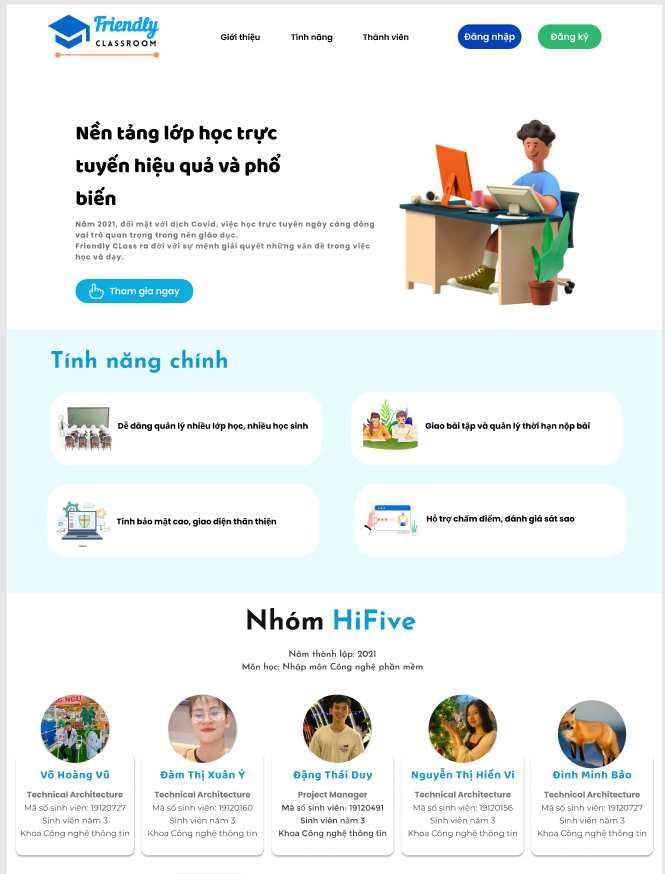 Friendly
CLASSROOM
Giới thiệu
Tính năng
Thành viên
Đăng nhập
Đăng ký
Nền tảng lớp học trực
tuyến hiệu quả và phổ
biến
Năm 2021, đối mặt với dịch Covid, việc học trực tuyến ngày càng đóng
vai trò quan trọng trong nền giáo dục.
Friendly CLass ra đời với sự mệnh giải quyết những vấn đề trong việc
học và dạy.
Tham gia ngay
Tính năng chính
Dễ dàng quản lý nhiều lớp học, nhiều học sinh
Giao bài tập và quản lý thời hạn nộp bài
Tính bảo mật cao, giao diện thân thiện
Hỗ trợ chấm điểm, đánh giá sát sao
Nhóm HiFive
Năm thành lập: 2021
Môn học: Nhập môn Công nghệ phần mềm
Võ Hoàng Vũ
Technical Architecture
Mã số sinh viên: 19120727
Sinh viên năm 3
Khoa Công nghệ thông tin
Đàm Thị Xuân Ý
Technical Architecture
Mã số sinh viên: 19120160
Sinh viên năm 3
Khoa Công nghệ thông tin
Đặng Thái Duy
Project Manager
Mã số sinh viên: 19120491
Sinh viên năm 3
Khoa Công nghệ thông tin
Nguyễn Thị Hiền Vi
Technical Architecture
Mã số sinh viên: 19120156
Sinh viên năm 3
Khoa Công nghệ thông tin
Đinh Minh Bảo
Technical Architecture
Mã số sinh viên: 19120727
Sinh viên năm 3
Khoa Công nghệ thông tin